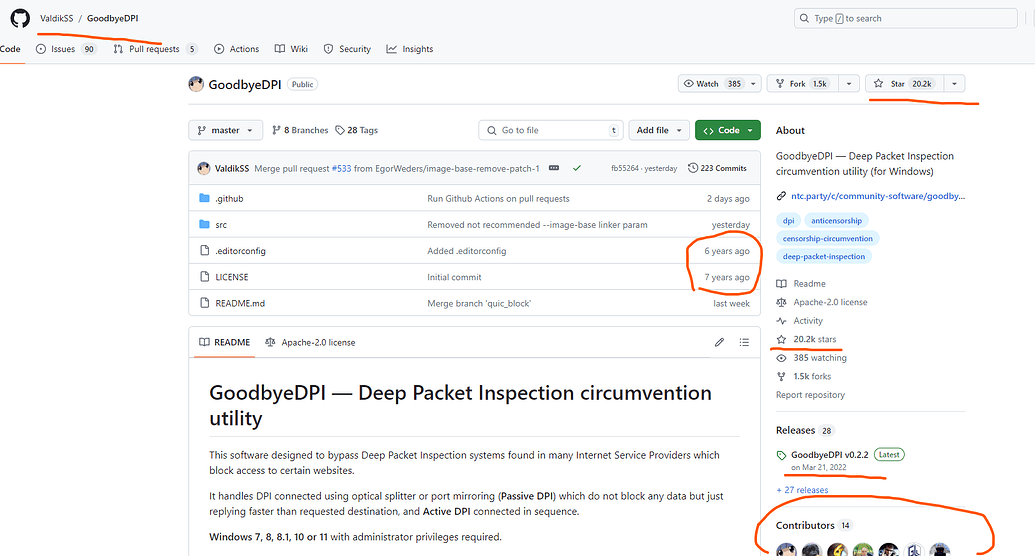 ValdikSS / GoodbyeDPI
Type / to search
Code Issues 90 Pull requests 5 Actions Wiki Security Insights
GoodbyeDPI Public
Watch 385 Fork 1.5k Star 20.2k
master 8 Branches 28 Tags
Go to file t Add file Code
ValdikSS Merge pull request #533 from EgorWeders/image-base-remove-patch-1 fb55264 · yesterday 223 Commits
.github Run Github Actions on pull requests 2 days ago
src Removed not recommended --image-base linker param yesterday
.editorconfig Added .editorconfig 6 years ago
LICENSE Initial commit 7 years ago
README.md Merge branch 'quic_block' last week
README Apache-2.0 license
GoodbyeDPI — Deep Packet Inspection circumvention
utility
This software designed to bypass Deep Packet Inspection systems found in many Internet Service Providers which
block access to certain websites.
It handles DPI connected using optical splitter or port mirroring (Passive DPI) which do not block any data but just
replying faster than requested destination, and Active DPI connected in sequence.
Windows 7, 8, 8.1, 10 or 11 with administrator privileges required.
About
GoodbyeDPI — Deep Packet Inspection
circumvention utility (for Windows)
ntc.party/c/community-software/goodby...
dpi anticensorship
censorship-circumvention
deep-packet-inspection
Readme
Apache-2.0 license
Activity
20.2k stars
385 watching
1.5k forks
Report repository
Releases 28
GoodbyeDPI v0.2.2 Latest
on Mar 21, 2022
+ 27 releases
Contributors 14